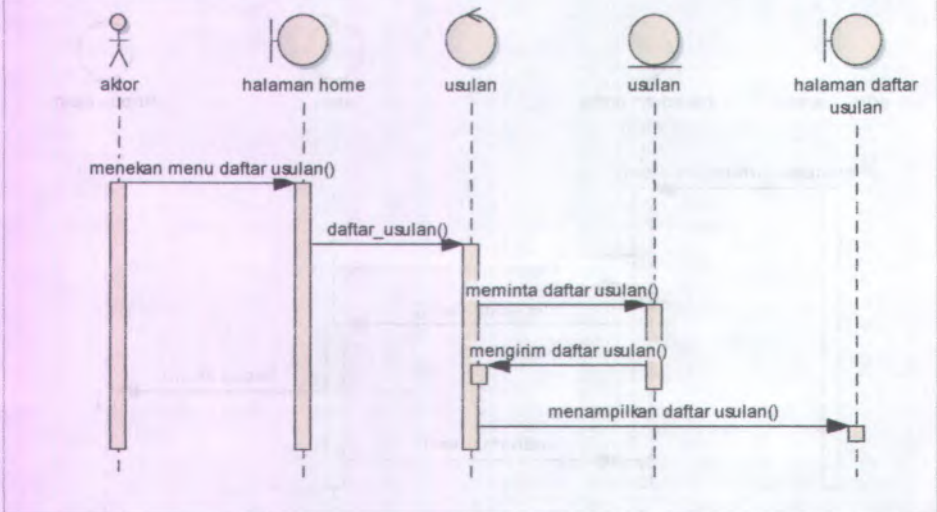 aktor
halaman home
usulan
usulan
halaman daftar
usulan
menekan menu daftar usulan()
daftar_usulan()
meminta daftar usulan()
mengirim daftar usulan()
menampilkan daftar usulan()